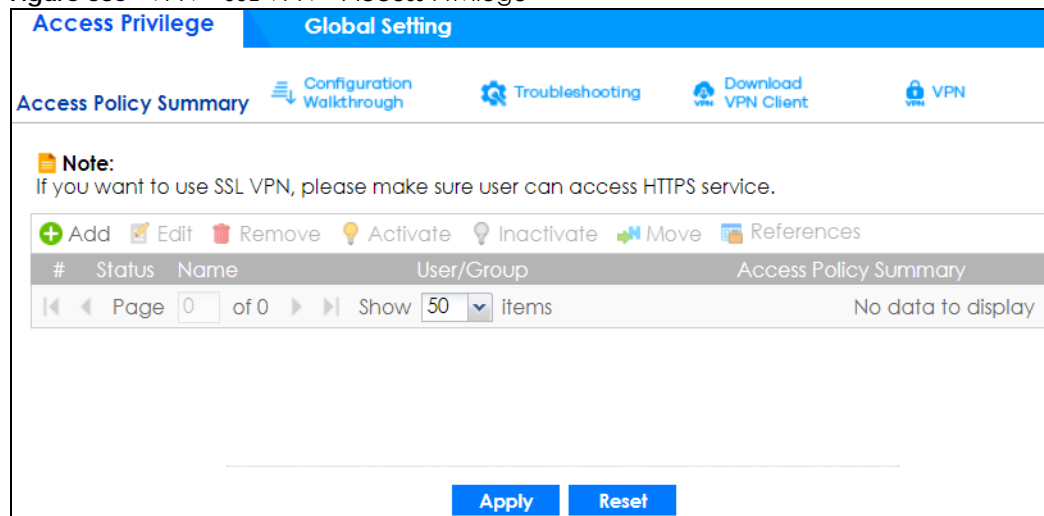 Access Privilege Global Setting
Access Policy Summary Configuration Walkthrough Troubleshooting Download VPN Client VPN
Note:
If you want to use SSL VPN, please make sure user can access HTTPS service.
Add Edit Remove Activate Inactivate Move References
# Status Name User/Group Access Policy Summary
Page 0 of 0 Show 50 items No data to display
Apply Reset